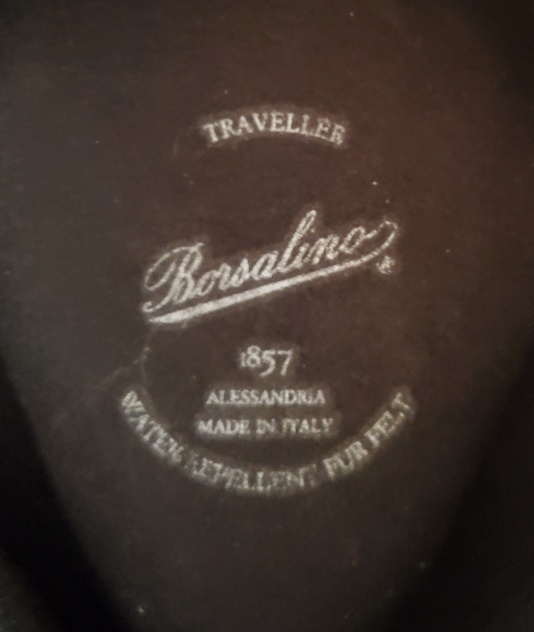 TRAVELLER
Borsalino®
1857
ALESSANDRIA
MADE IN ITALY
WATER REPELLENT FUR FELT